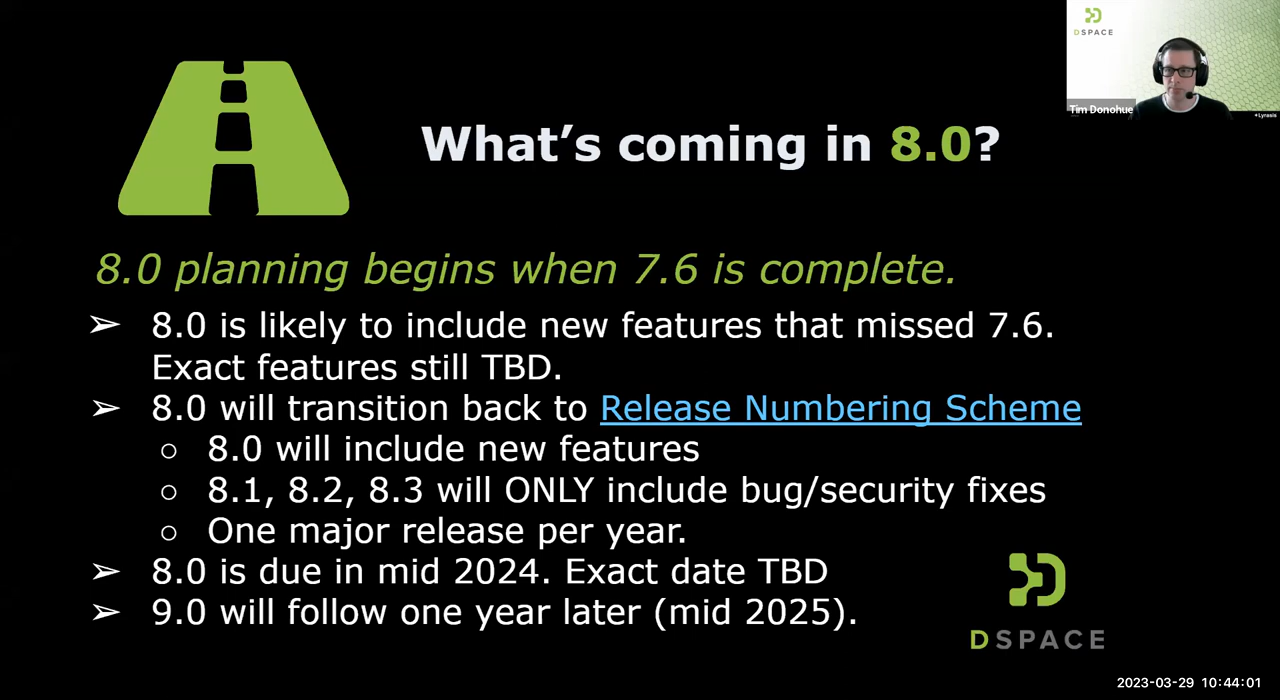 DSPACE
Tim Donohue
Lyrasis
What's coming in 8.0?
8.0 planning begins when 7.6 is complete.
➢ 8.0 is likely to include new features that missed 7.6.
Exact features still TBD.
➢ 8.0 will transition back to Release Numbering Scheme
○ 8.0 will include new features
○ 8.1, 8.2, 8.3 will ONLY include bug/security fixes
○ One major release per year.
➢ 8.0 is due in mid 2024. Exact date TBD
➢ 9.0 will follow one year later (mid 2025).
DSPACE
2023-03-29 10:44:01